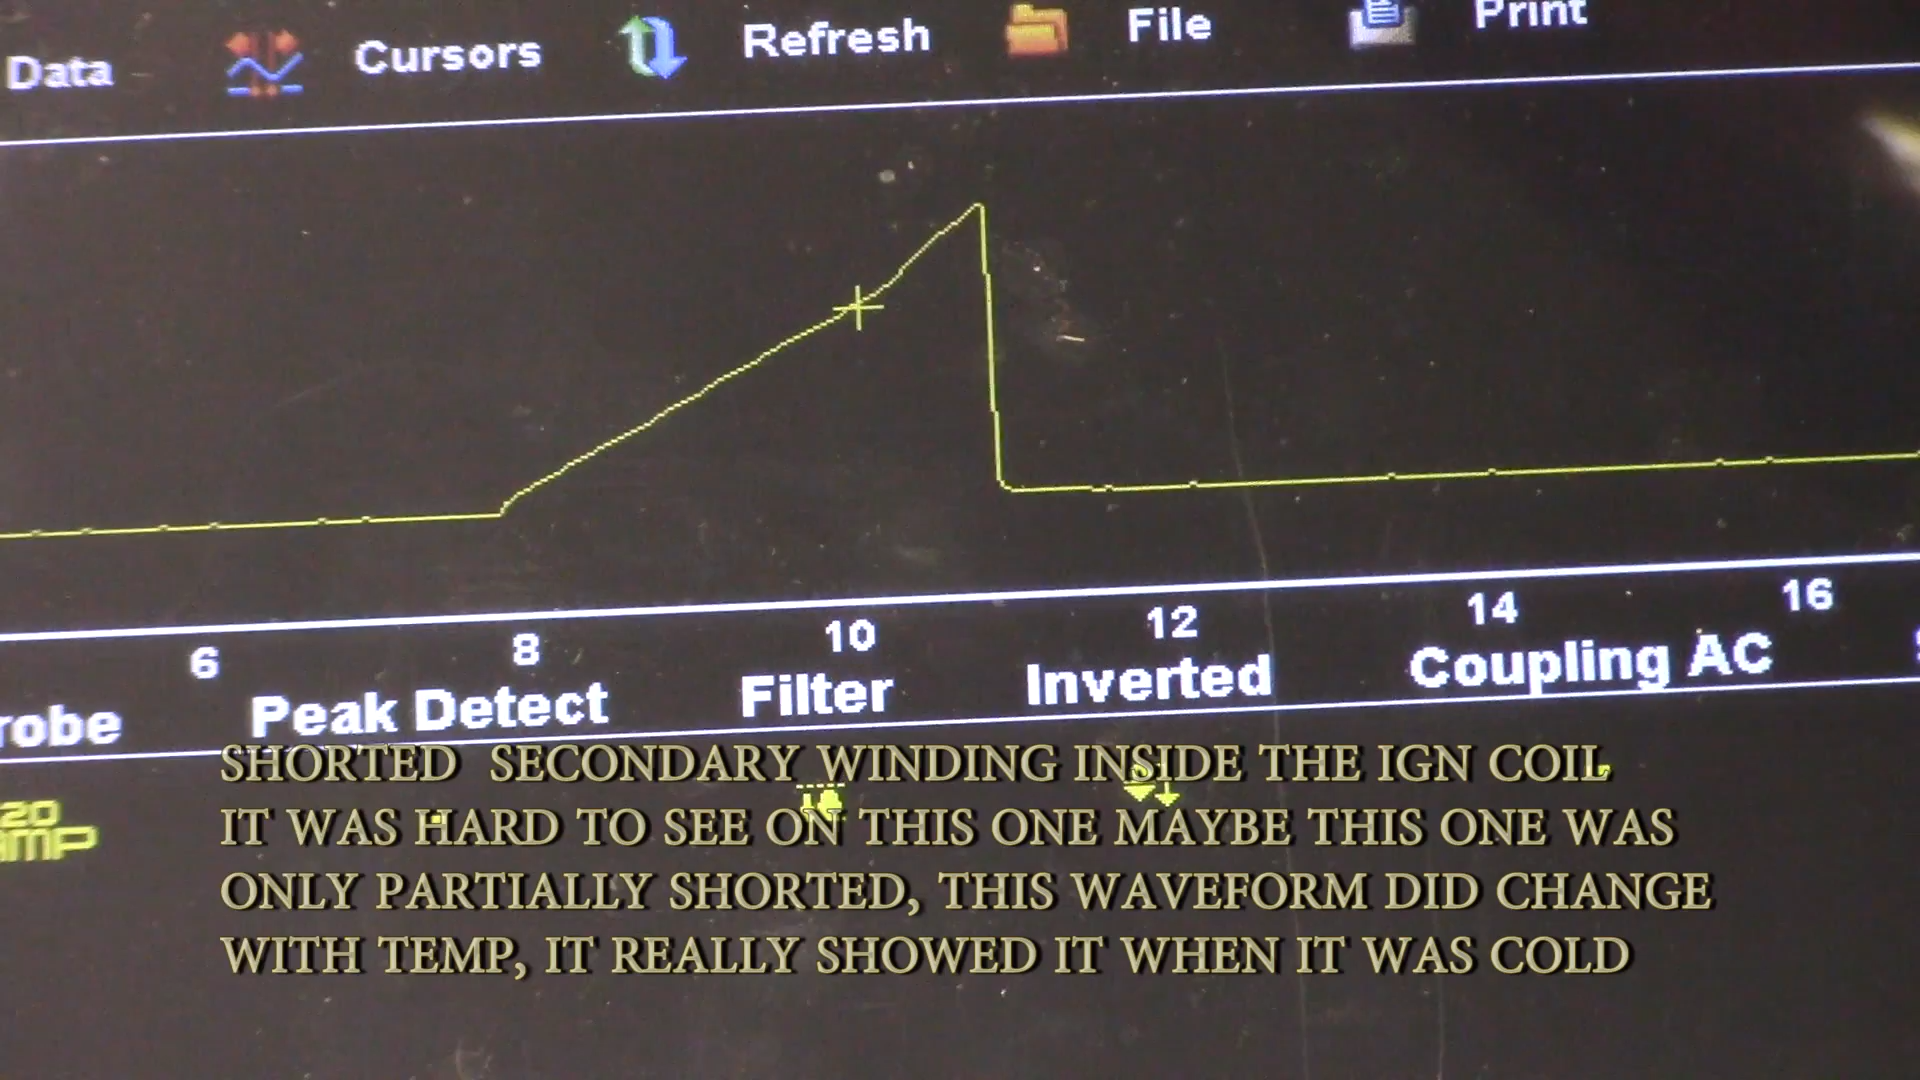 Data Cursors Refresh File Print
6 8 10 12 14 16
Peak Detect Filter Inverted Coupling AC
20
SHORTED SECONDARY WINDING INSIDE THE IGN COIL
IT WAS HARD TO SEE ON THIS ONE MAYBE THIS ONE WAS
ONLY PARTIALLY SHORTED, THIS WAVEFORM DID CHANGE
WITH TEMP, IT REALLY SHOWED IT WHEN IT WAS COLD